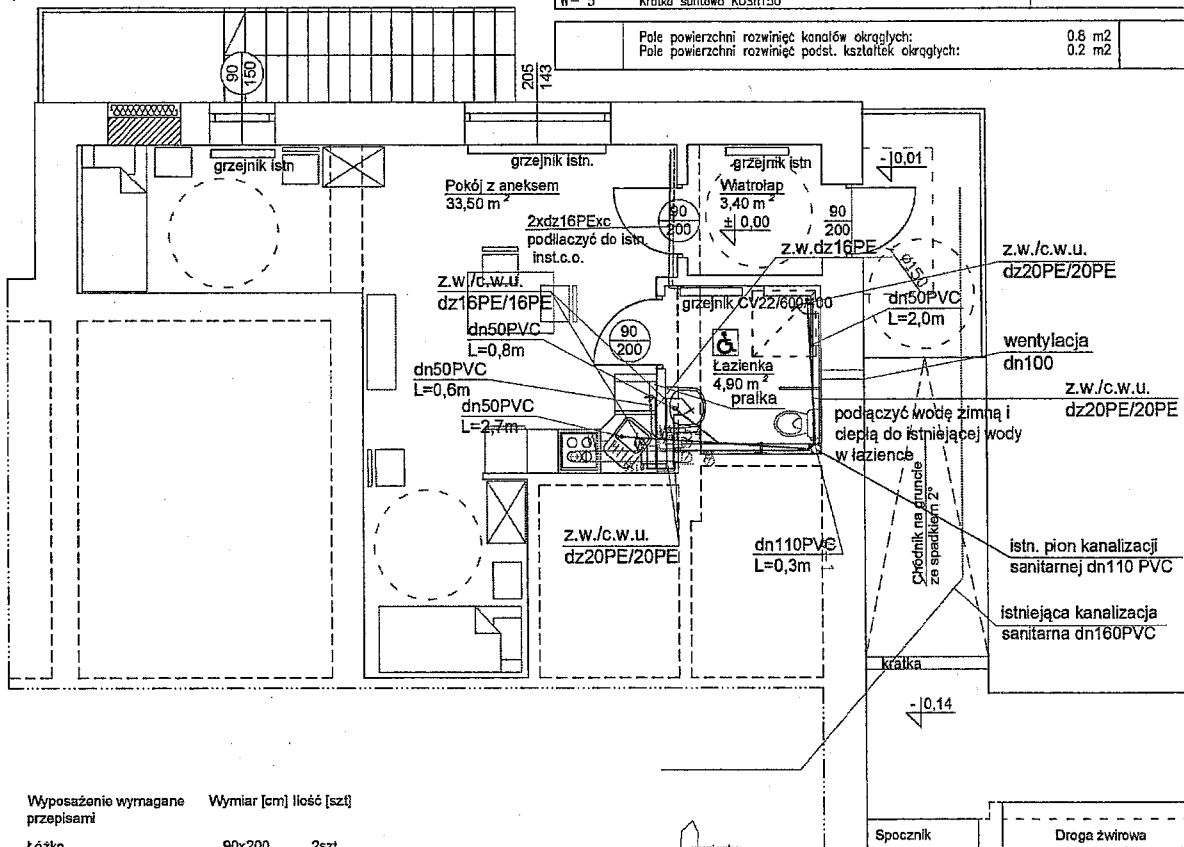 W- 5 Kratka sufitowa KOSH150
Pole powierzchni rozwinięć kanałów okrągłych: 0.8 m2
Pole powierzchni rozwinięć podst. kształtek okrągłych: 0.2 m2
90
150
205
143
grzejnik istn
grzejnik istn.
grzejnik istn
- 0,01
Pokój z aneksem
33,50 m²
Wiatrołap
3,40 m²
± 0,00
90
200
90
200
2xdz16PExc
podłaczyć do istn.
inst.c.o.
z.w.dz16PE
ø150
z.w./c.w.u.
dz20PE/20PE
z.w./c.w.u.
dz16PE/16PE
grzejnik CV22/600/
dn50PVC
L=2,0m
dn50PVC
L=0,8m
90
200
wentylacja
dn100
dn50PVC
L=0,6m
Łazienka
4,90 m²
pralka
z.w./c.w.u.
dz20PE/20PE
dn50PVC
L=2,7m
podłączyć wodę zimną i
ciepłą do istniejącej wody
w łazience
Chodnik na gruncie
ze spadkiem 2°
z.w./c.w.u.
dz20PE/20PE
dn110PVC
L=0,3m
istn. pion kanalizacji
sanitarnej dn110 PVC
istniejąca kanalizacja
sanitarna dn160PVC
kratka
- 0,14
Wyposażenie wymagane Wymiar [cm] Ilość [szt]
przepisami
Łóżko 90x200 2szt
Spocznik
Droga żwirowa